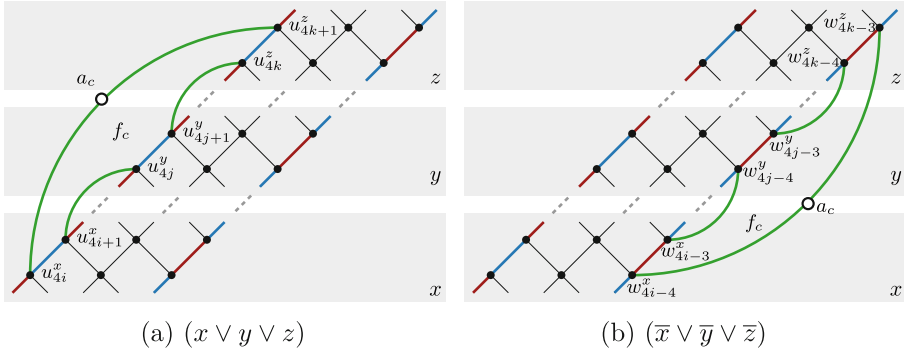 u^z_{4k+1} w^z_{4k-3}
u^z_{4k} w^z_{4k-4}
a_c z z
f_c u^y_{4j+1} w^y_{4j-3}
u^y_{4j} y w^y_{4j-4} y
a_c
u^x_{4i+1} w^x_{4i-3} f_c
u^x_{4i} x w^x_{4i-4} x
(a) (x ∨ y ∨ z) (b) (x̅ ∨ y̅ ∨ z̅)